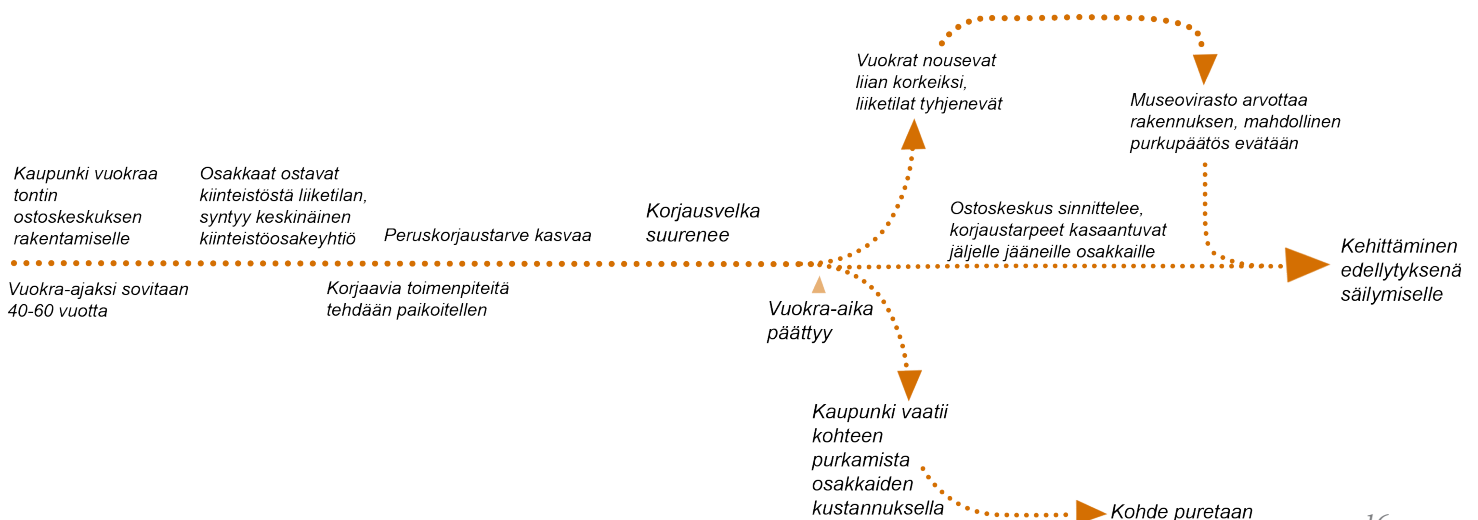 Kaupunki vuokraa
tontin
ostoskeskuksen
rakentamiselle
Osakkaat ostavat
kiinteistöstä liiketilan,
syntyy keskinäinen
kiinteistöosakeyhtiö
Peruskorjaustarve kasvaa
Korjausvelka
suurenee
Vuokra-ajaksi sovitaan
40-60 vuotta
Korjaavia toimenpiteitä
tehdään paikoitellen
Vuokra-aika
päättyy
Vuokrat nousevat
liian korkeiksi,
liiketilat tyhjenevät
Museovirasto arvottaa
rakennuksen, mahdollinen
purkupäätös evätään
Ostoskeskus sinnittelee,
korjaustarpeet kasaantuvat
jäljelle jääneille osakkaille
Kehittäminen
edellytyksenä
säilymiselle
Kaupunki vaatii
kohteen
purkamista
osakkaiden
kustannuksella
Kohde puretaan